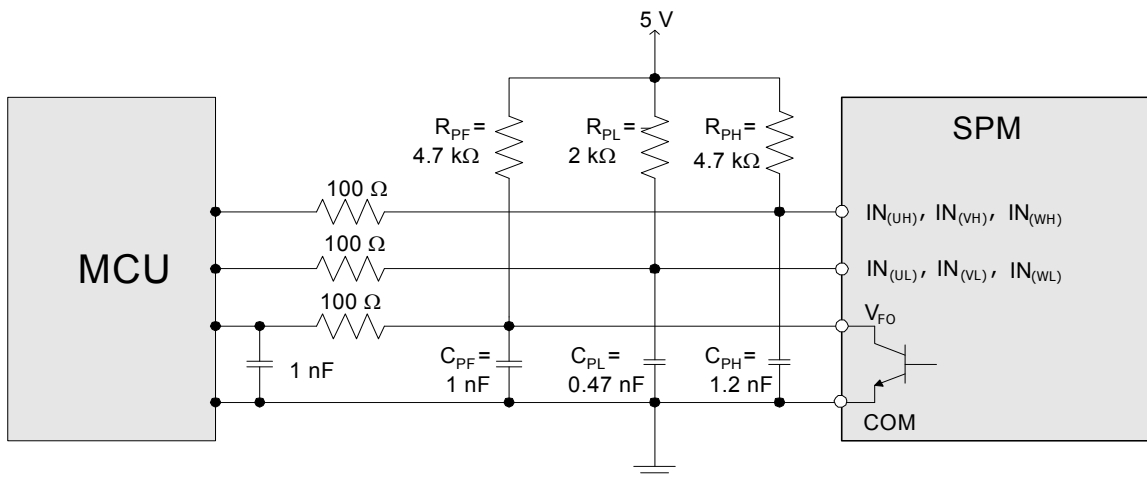 5 V
MCU
SPM
R_PF=
4.7 kΩ
R_PL=
2 kΩ
R_PH=
4.7 kΩ
100 Ω
IN(UH), IN(VH), IN(WH)
100 Ω
IN(UL), IN(VL), IN(WL)
100 Ω
V_FO
1 nF
C_PF=
1 nF
C_PL=
0.47 nF
C_PH=
1.2 nF
COM